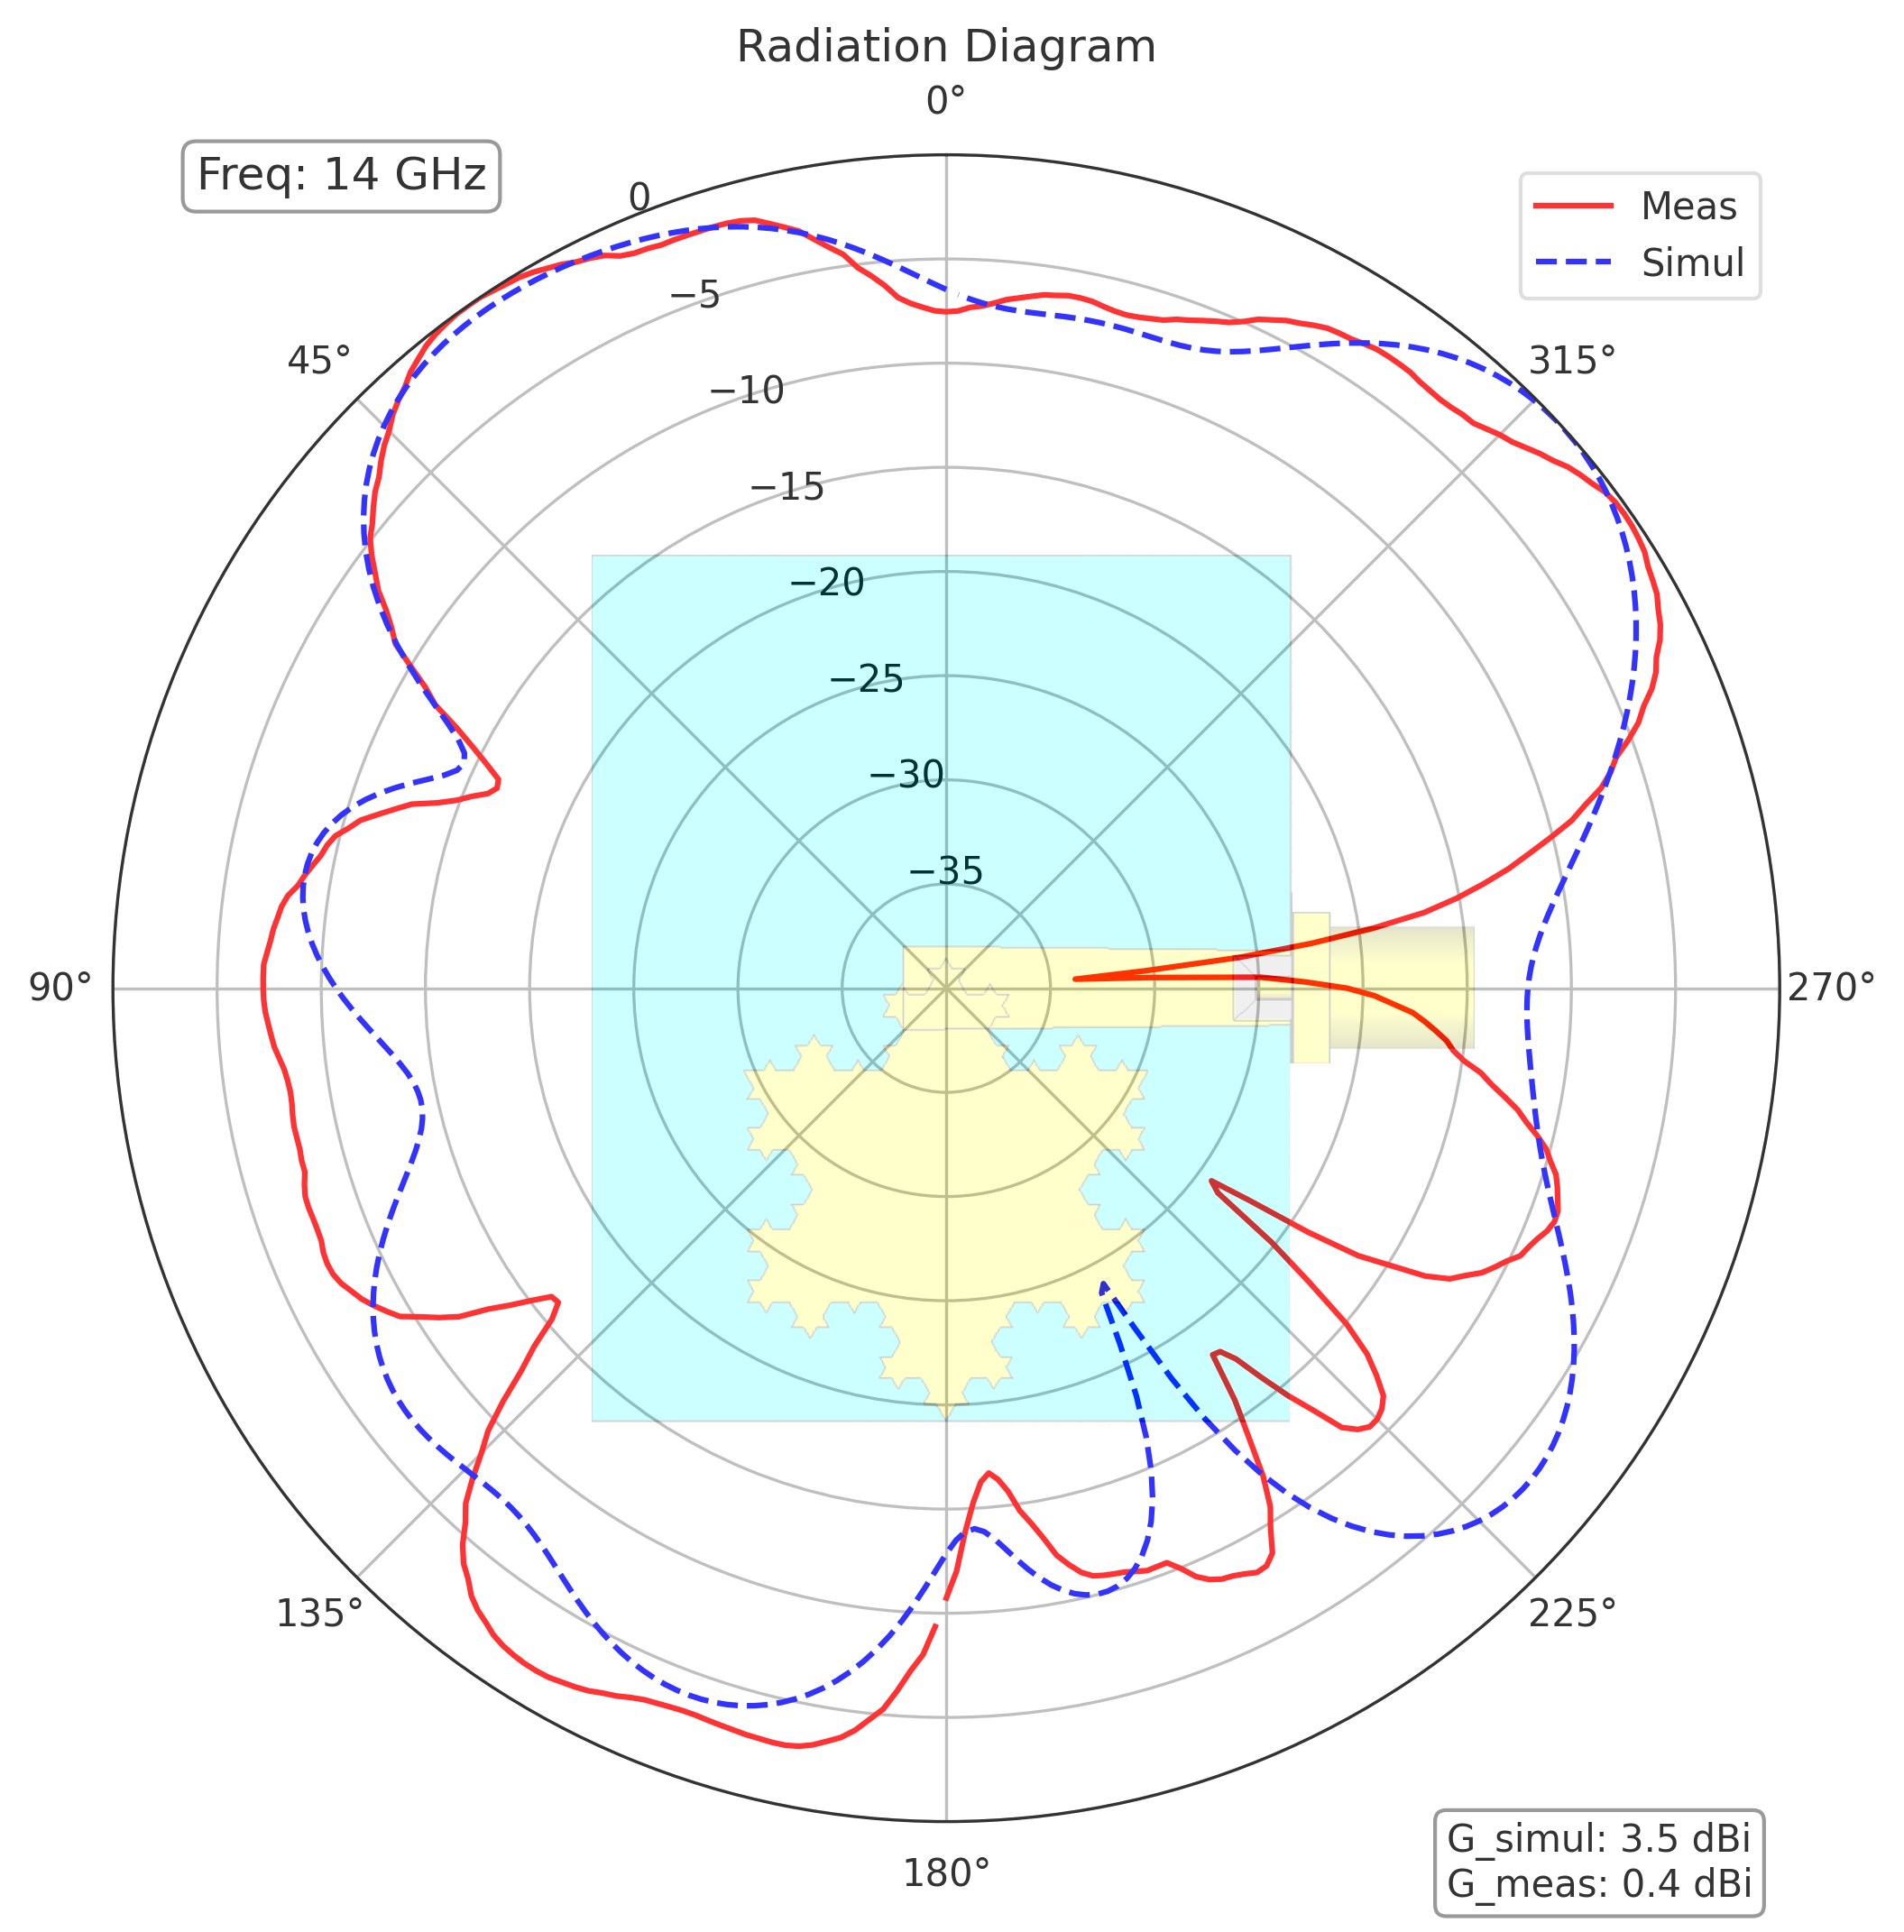 Radiation Diagram
0°
Freq: 14 GHz
Meas
Simul
0
−5
−10
−15
−20
−25
−30
−35
45°
315°
90°
270°
135°
225°
180°
G_simul: 3.5 dBi
G_meas: 0.4 dBi